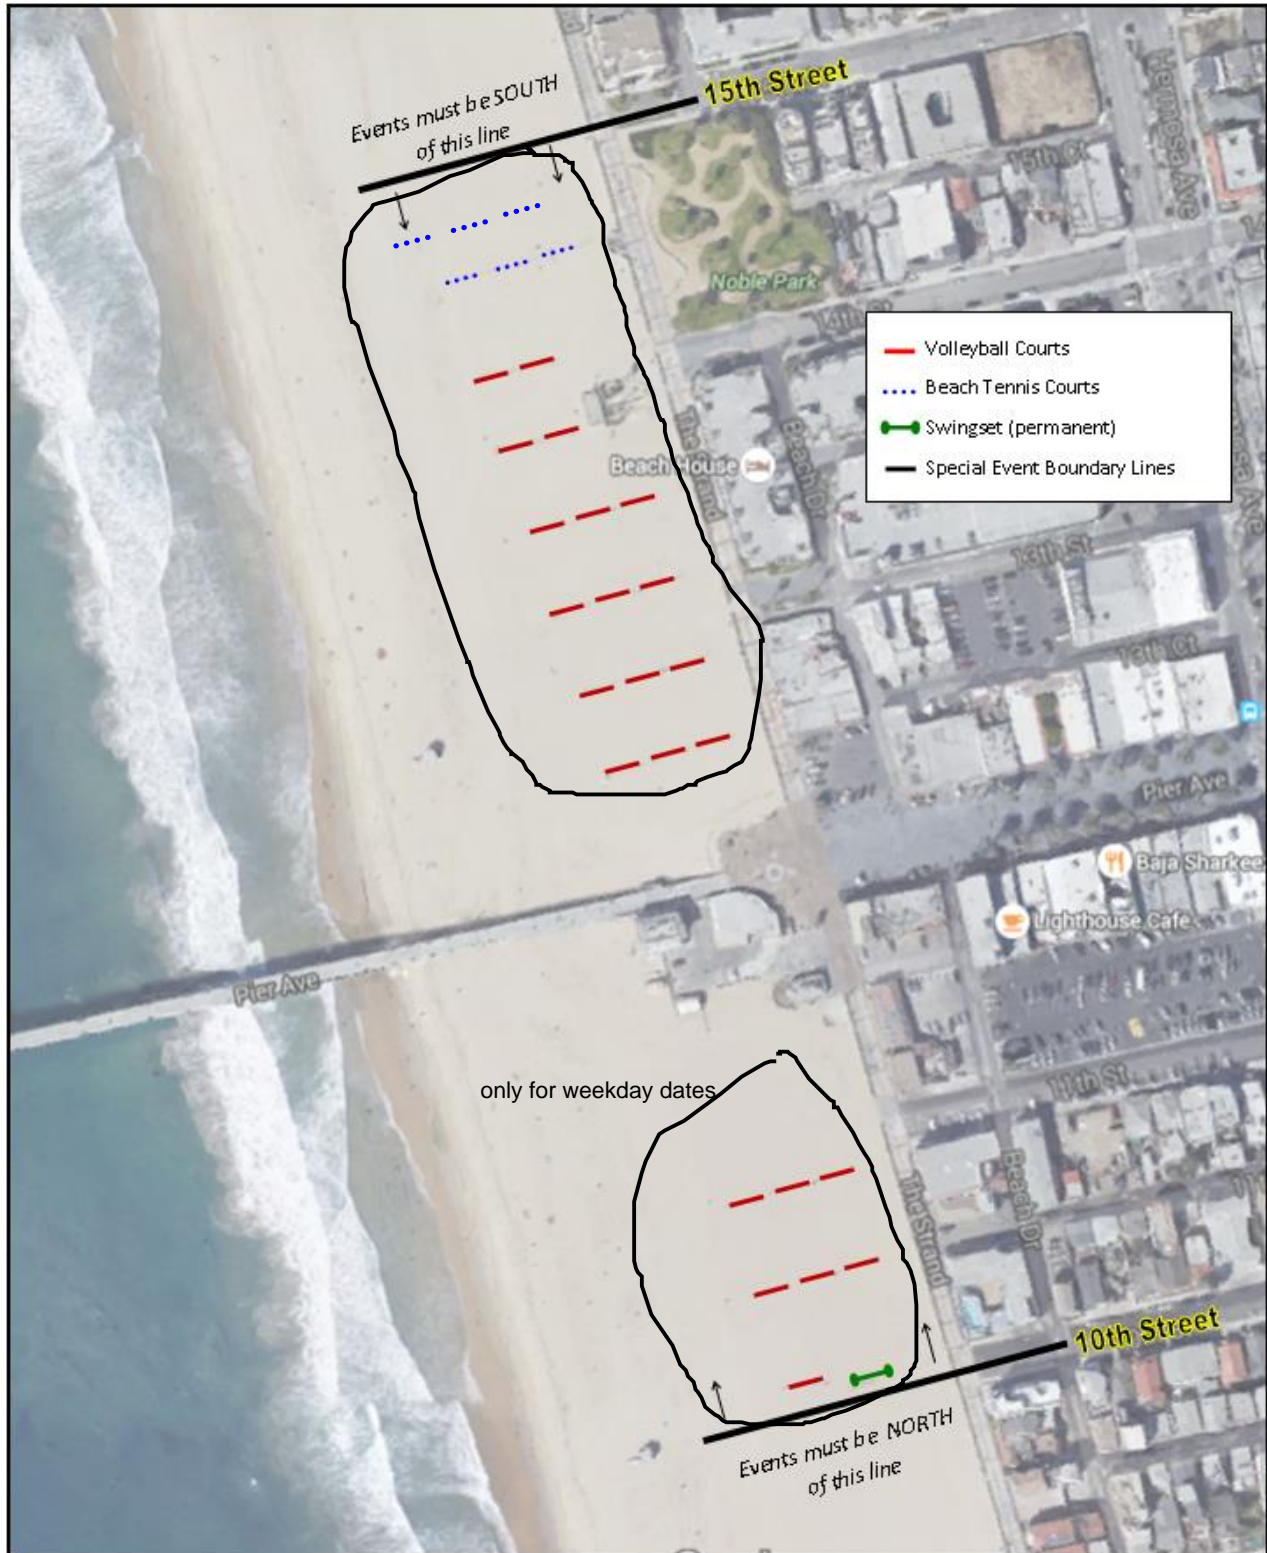 Events must be SOUTH
of this line
15th Street
15th Ct
Hermosa Ave
Noble Park
14th Ct
Volleyball Courts
Beach Tennis Courts
Swingset (permanent)
Special Event Boundary Lines
The Strand
Beach House
Beach Dr
13th St
13th Ct
Pier Ave
Baja Sharkee
Lighthouse Cafe
Pier Ave
11th St
only for weekday dates
Beach Dr
The Strand
10th Street
Events must be NORTH
of this line